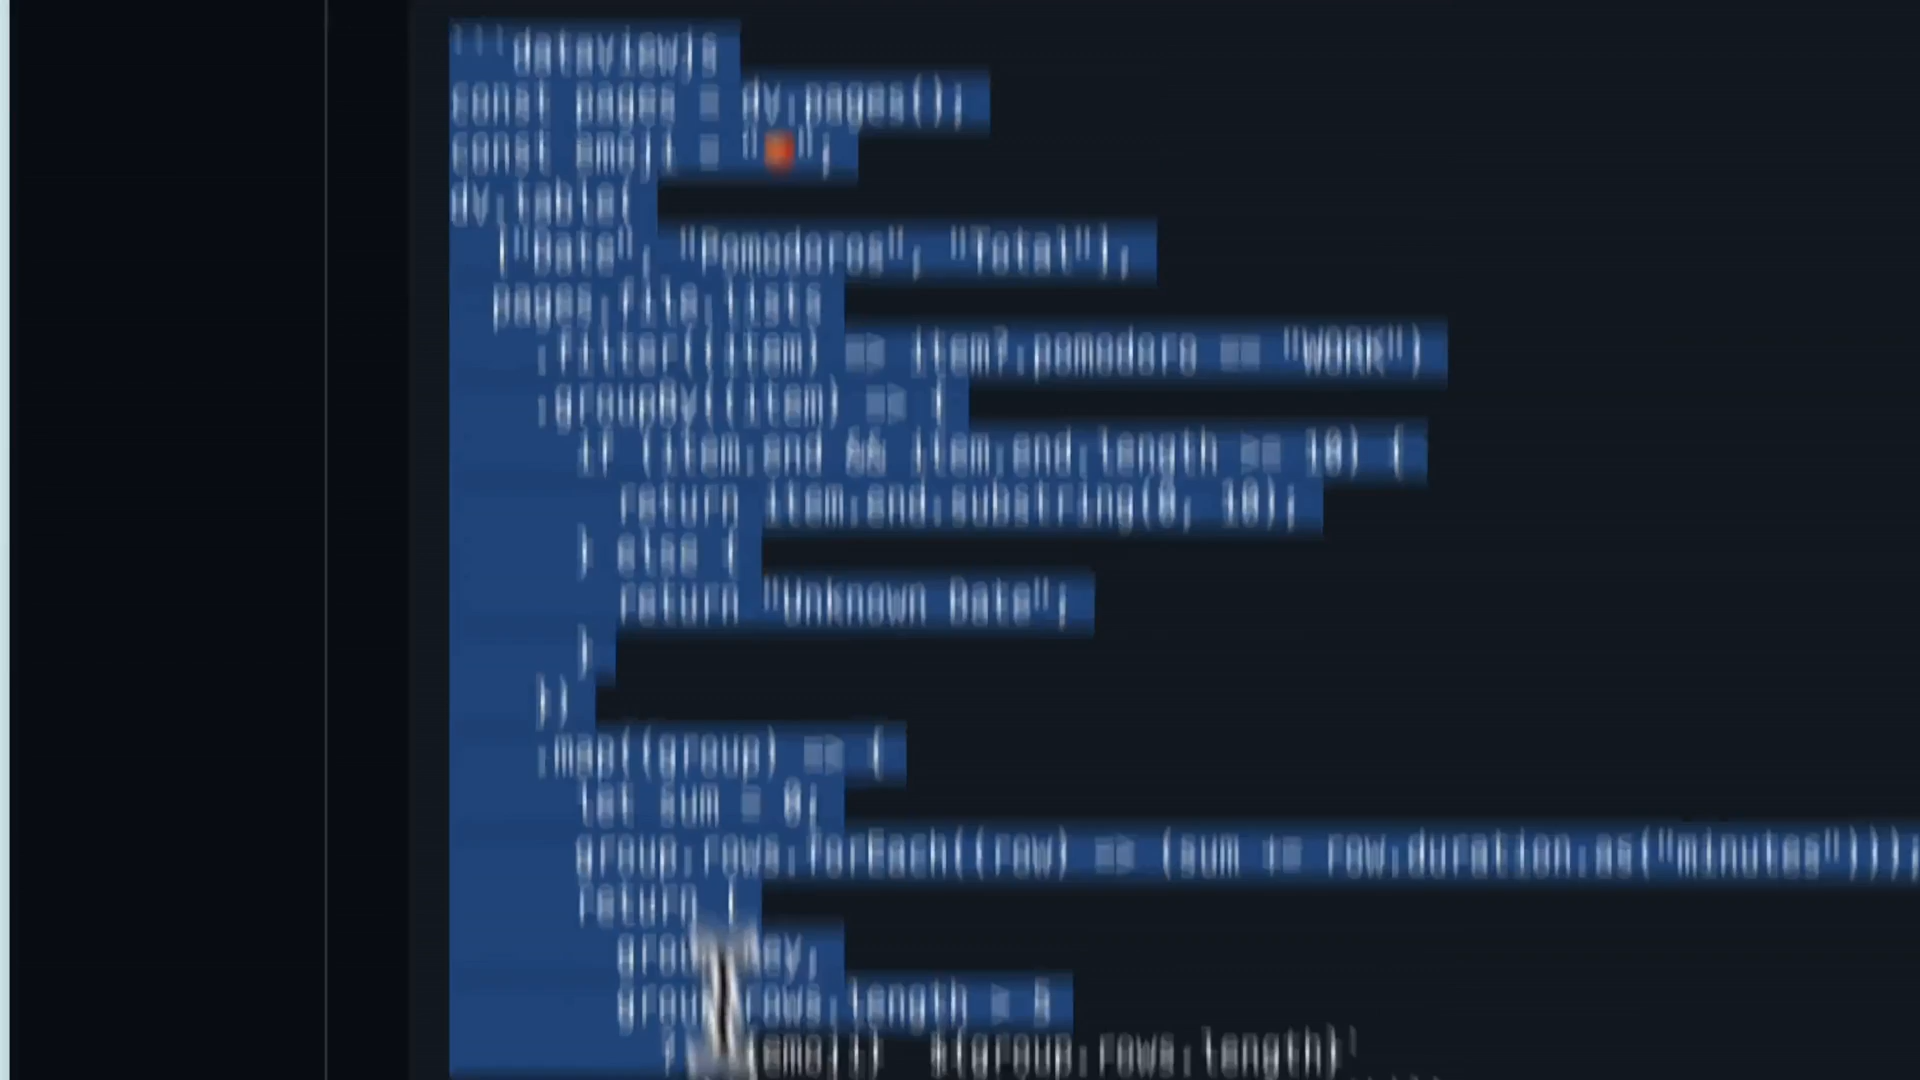 ```dataviewjs
const pages = dv.pages();
const emoji = "🍅";
dv.table(
["Date", "Pomodoros", "Total"],
pages.file.lists
.filter((item) => item?.pomodoro == "WORK")
.groupBy((item) => {
if (item.end && item.end.length >= 10) {
return item.end.substring(0, 10);
} else {
return "Unknown Date";
}
})
.map((group) => {
let sum = 0;
group.rows.forEach((row) => (sum += row.duration.as("minutes")));
return [
group.key,
group.rows.length > 5
${emoji} ${group.rows.length}`